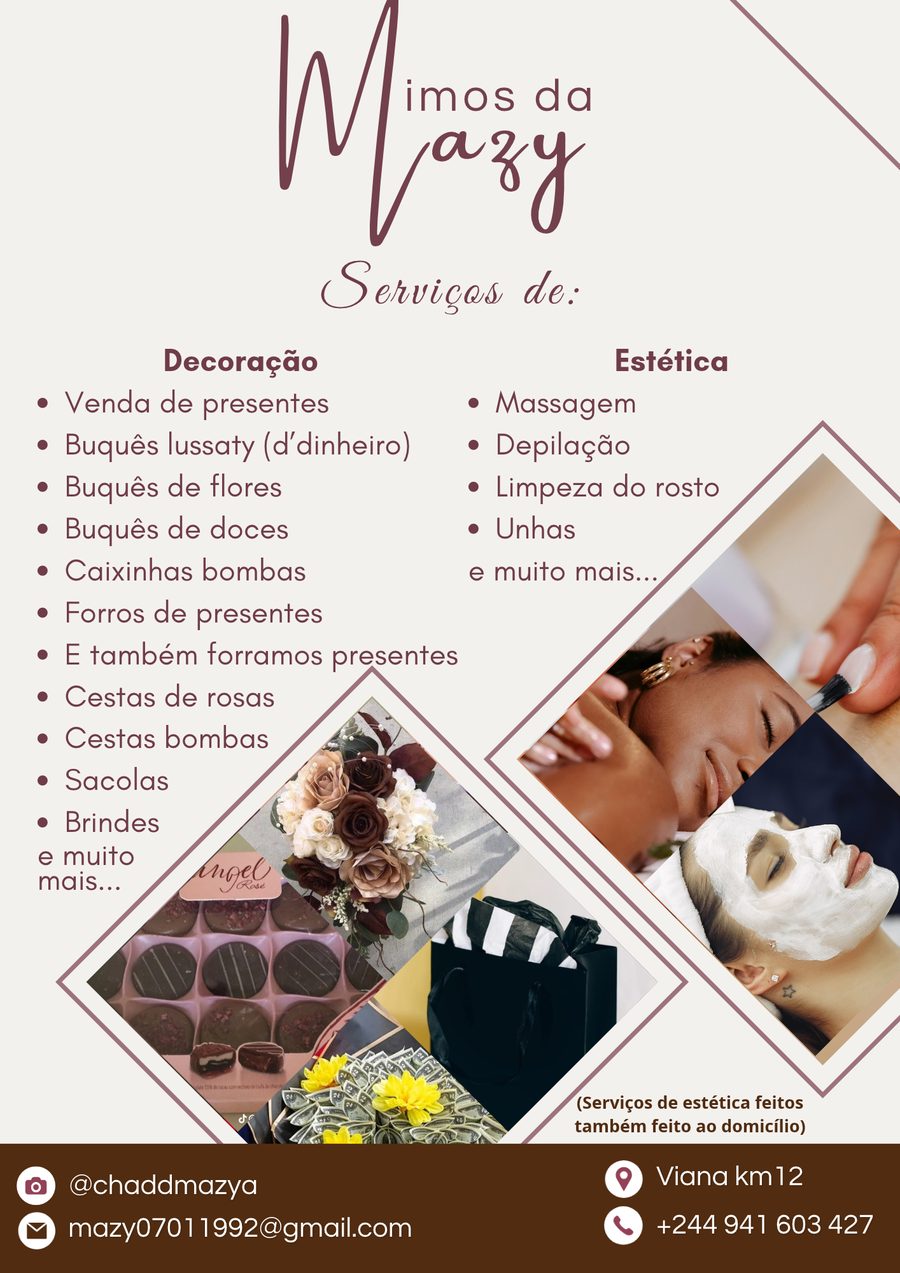 Mimos da
Mazy
Serviços de:
Decoração
• Venda de presentes
• Buquês lussaty (d’dinheiro)
• Buquês de flores
• Buquês de doces
• Caixinhas bombas
• Forros de presentes
• E também forramos presentes
• Cestas de rosas
• Cestas bombas
• Sacolas
• Brindes
e muito
mais...
Estética
• Massagem
• Depilação
• Limpeza do rosto
• Unhas
e muito mais...
Angel
Rosé
(Serviços de estética feitos
também feito ao domicílio)
@chaddmazya
mazy07011992@gmail.com
Viana km12
+244 941 603 427